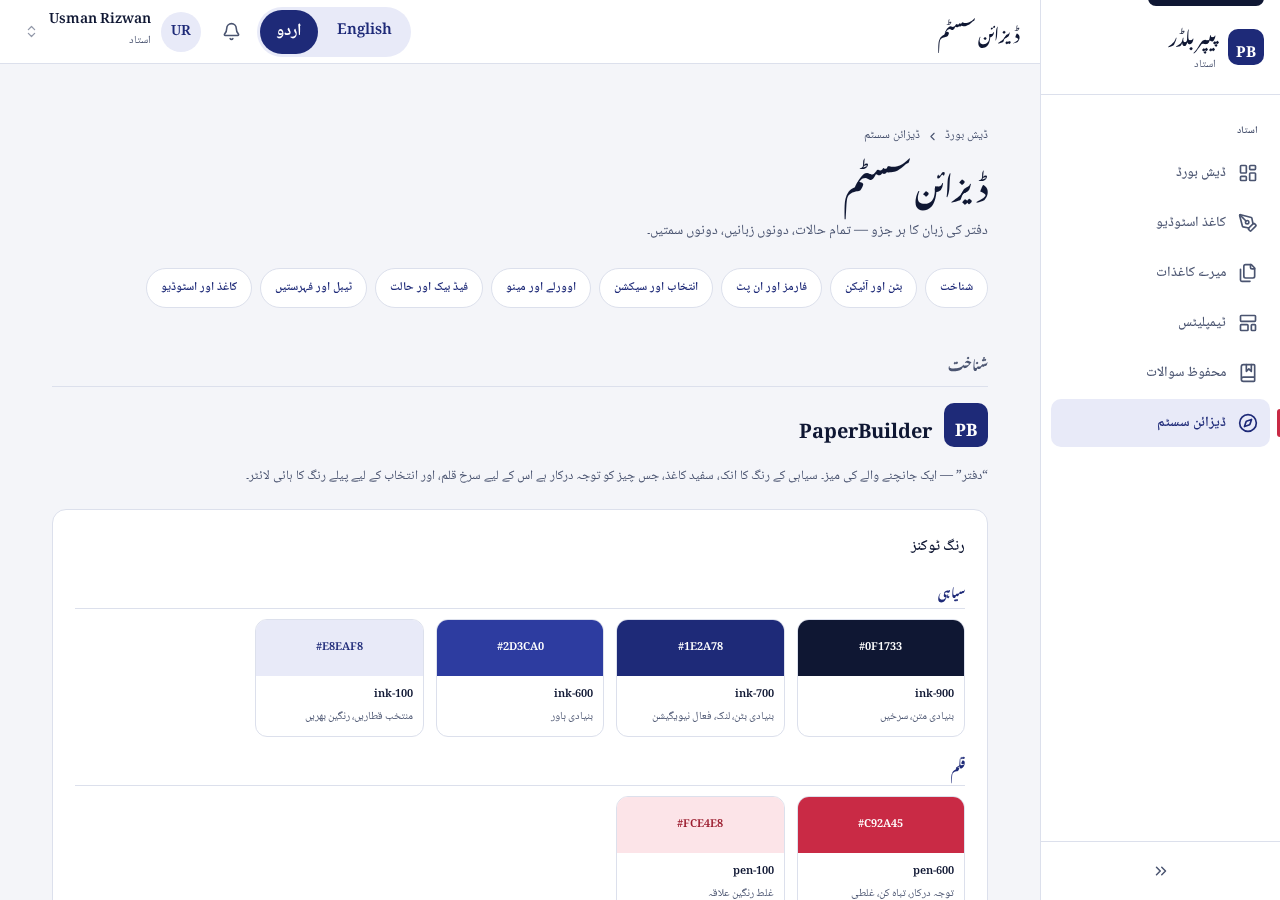 PB
پیپر بلڈر
استاد
استاد
ڈیش بورڈ
کاغذ اسٹوڈیو
میرے کاغذات
ٹیمپلیٹس
محفوظ سوالات
ڈیزائن سسٹم
ڈیزائن سسٹم
English
اردو
UR
Usman Rizwan
استاد
ڈیش بورڈ
ڈیزائن سسٹم
ڈیزائن سسٹم
دفتر کی زبان کا ہر جزو — تمام حالات، دونوں زبانیں، دونوں سمتیں۔
شناخت
بٹن اور آئیکن
فارمز اور ان پٹ
انتخاب اور سیکشن
اوورلے اور مینو
فیڈ بیک اور حالت
ٹیبل اور فہرستیں
کاغذ اور اسٹوڈیو
شناخت
PB
PaperBuilder
“دفتر” — ایک جانچنے والے کی میز۔ سیاہی کے رنگ کا انک، سفید کاغذ، جس چیز کو توجہ درکار ہے اس کے لیے سرخ قلم، اور انتخاب کے لیے پیلے رنگ کا ہائی لائٹر۔
رنگ ٹوکنز
سیاہی
#0F1733
ink-900
بنیادی متن، سرخیں
#1E2A78
ink-700
بنیادی بٹن، لنک، فعال نیویگیشن
#2D3CA0
ink-600
بنیادی ہاور
#E8EAF8
ink-100
منتخب قطاریں، رنگین بھریں
قلم
#C92A45
pen-600
توجہ درکار، تباہ کن، غلطی
#FCE4E8
pen-100
غلط رنگین علاقہ